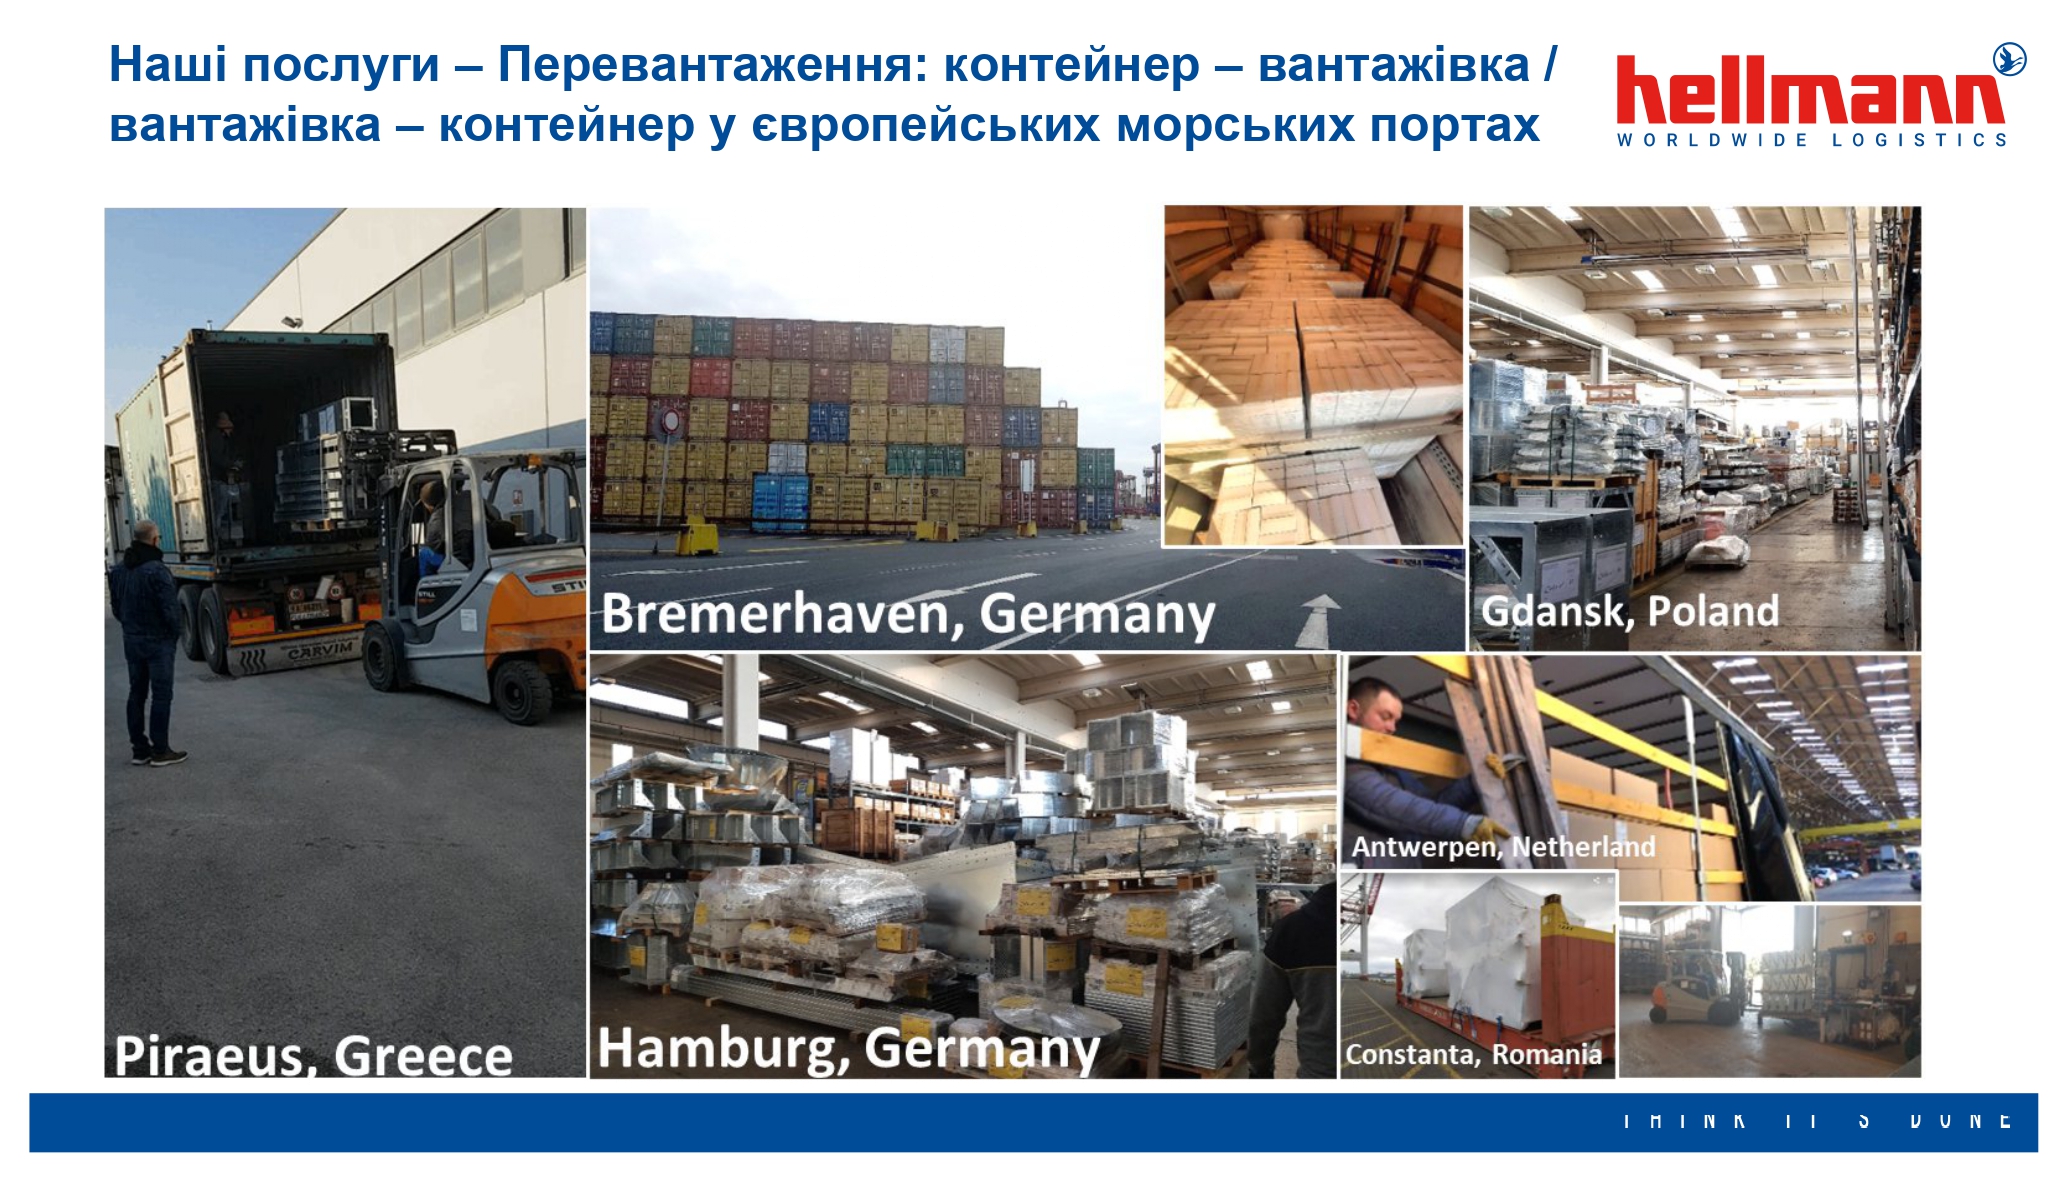 Наші послуги – Перевантаження: контейнер – вантажівка /
вантажівка – контейнер у європейських морських портах
hellmann
WORLDWIDE LOGISTICS
STILL
STILL
CARVIM
Bremerhaven, Germany
Gdansk, Poland
Antwerpen, Netherland
Piraeus, Greece
Hamburg, Germany
Constanta, Romania
THINK IT'S DONE